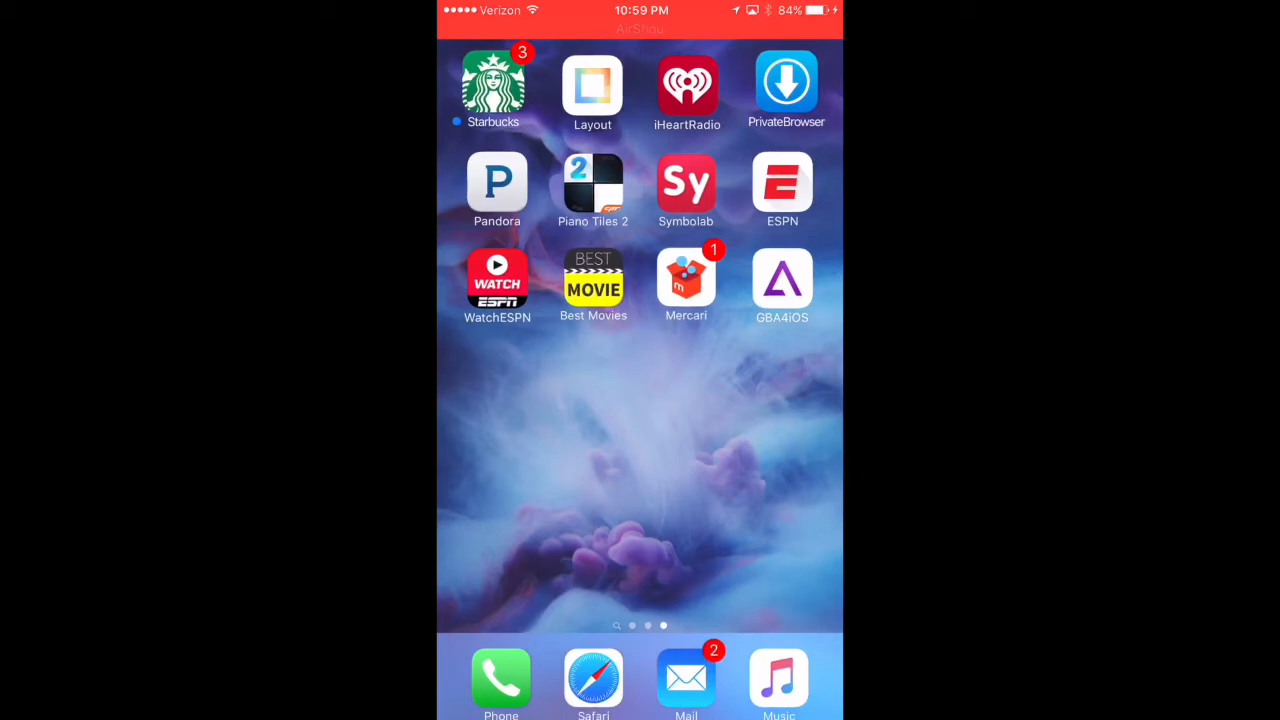 Verizon 10:59 PM 84%
AirShou
3
Starbucks Layout iHeartRadio PrivateBrowser
P 2 Sy E
Pandora Piano Tiles 2 Symbolab ESPN
1
WATCH ESPN BEST MOVIE m
WatchESPN Best Movies Mercari GBA4iOS
2
Phone Safari Mail Music